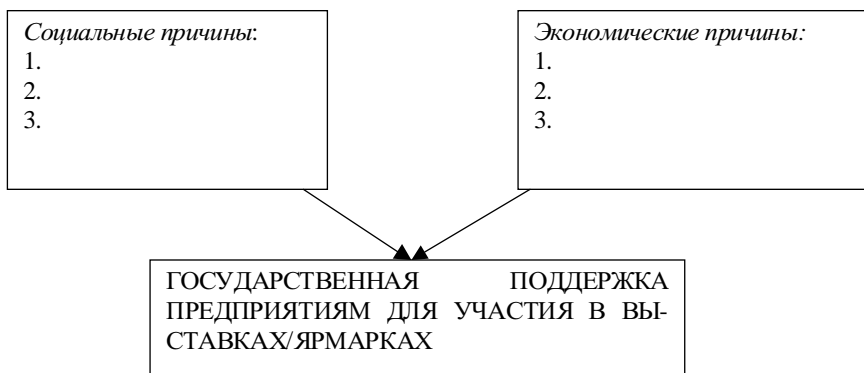 Социальные причины:
1.
2.
3.
Экономические причины:
1.
2.
3.
ГОСУДАРСТВЕННАЯ ПОДДЕРЖКА
ПРЕДПРИЯТИЯМ ДЛЯ УЧАСТИЯ В ВЫ-
СТАВКАХ/ЯРМАРКАХ